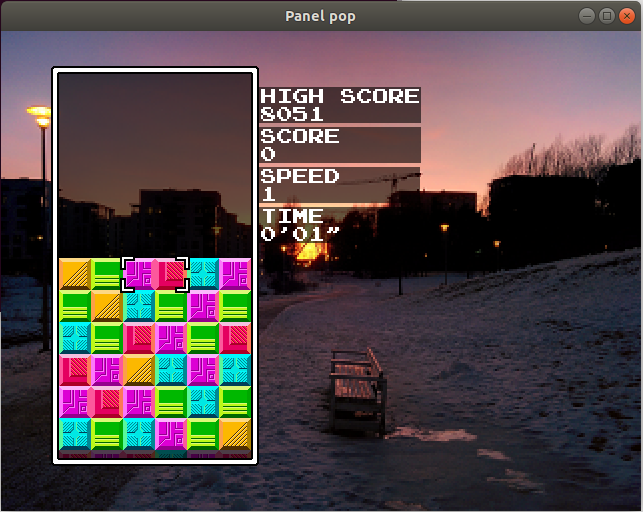 Panel pop
HIGH SCORE
8051
SCORE
0
SPEED
1
TIME
0'01"